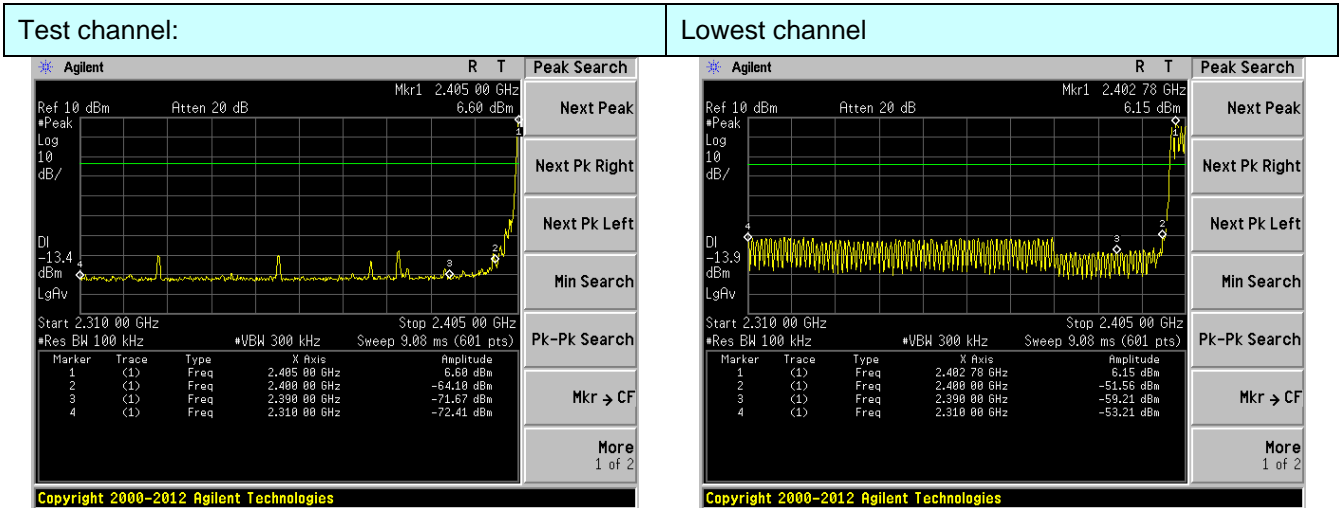 Test channel: Lowest channel
Agilent R T Peak Search
Mkr1 2.405 00 GHz
Ref 10 dBm Atten 20 dB 6.60 dBm
#Peak
Log
10
dB/
DI
-13.4
dBm
LgAv
1
2
3
4
Start 2.310 00 GHz Stop 2.405 00 GHz
#Res BW 100 kHz #VBW 300 kHz Sweep 9.08 ms (601 pts)
Marker Trace Type X Axis Amplitude
1 (1) Freq 2.405 00 GHz 6.60 dBm
2 (1) Freq 2.400 00 GHz -64.10 dBm
3 (1) Freq 2.390 00 GHz -71.67 dBm
4 (1) Freq 2.310 00 GHz -72.41 dBm
Next Peak
Next Pk Right
Next Pk Left
Min Search
Pk-Pk Search
Mkr → CF
More
1 of 2
Copyright 2000-2012 Agilent Technologies
Agilent R T Peak Search
Mkr1 2.402 78 GHz
Ref 10 dBm Atten 20 dB 6.15 dBm
#Peak
Log
10
dB/
DI
-13.9
dBm
LgAv
1
2
3
4
Start 2.310 00 GHz Stop 2.405 00 GHz
#Res BW 100 kHz #VBW 300 kHz Sweep 9.08 ms (601 pts)
Marker Trace Type X Axis Amplitude
1 (1) Freq 2.402 78 GHz 6.15 dBm
2 (1) Freq 2.400 00 GHz -51.56 dBm
3 (1) Freq 2.390 00 GHz -59.21 dBm
4 (1) Freq 2.310 00 GHz -53.21 dBm
Next Peak
Next Pk Right
Next Pk Left
Min Search
Pk-Pk Search
Mkr → CF
More
1 of 2
Copyright 2000-2012 Agilent Technologies